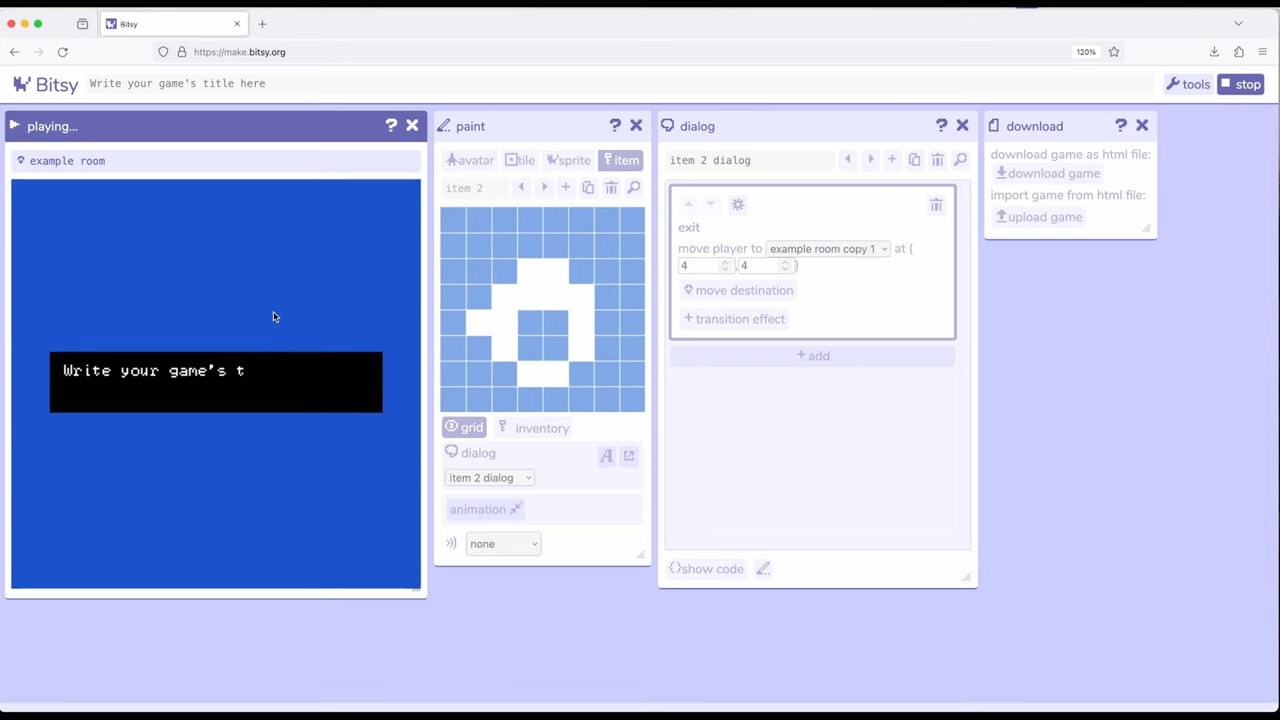 Bitsy
https://make.bitsy.org
120%
Bitsy
Write your game's title here
tools
stop
playing...
?
example room
Write your game's t
paint
?
avatar
tile
sprite
item
item 2
grid
inventory
dialog
A
item 2 dialog
animation
none
dialog
?
item 2 dialog
exit
move player to example room copy 1 at (
4 , 4 )
move destination
+ transition effect
+ add
{}show code
download
?
download game as html file:
download game
import game from html file:
upload game